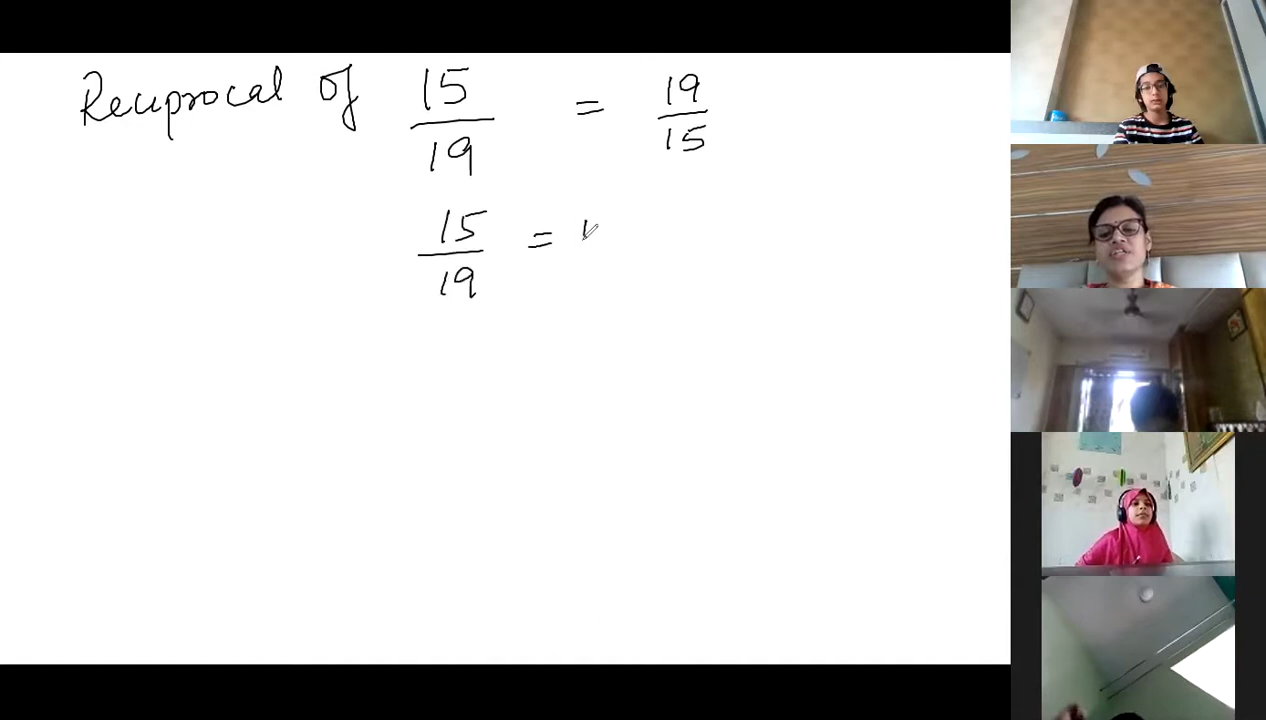 Reciprocal of 15/19 = 19/15
15/19 =